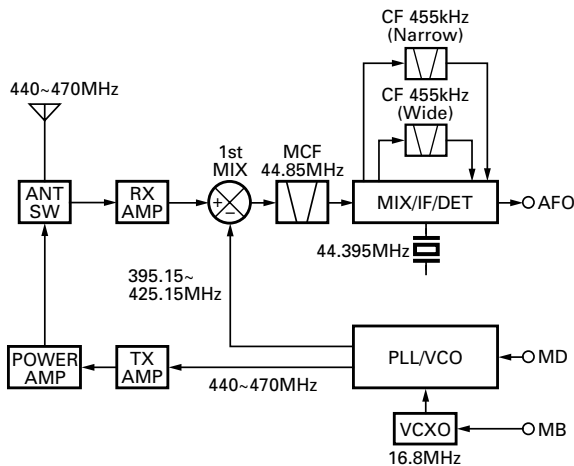 CF 455kHz
(Narrow)
440~470MHz
CF 455kHz
(Wide)
1st
MIX
MCF
44.85MHz
ANT
SW
RX
AMP
+
−
MIX/IF/DET
AFO
44.395MHz
395.15~
425.15MHz
POWER
AMP
TX
AMP
440~470MHz
PLL/VCO
MD
VCXO
MB
16.8MHz